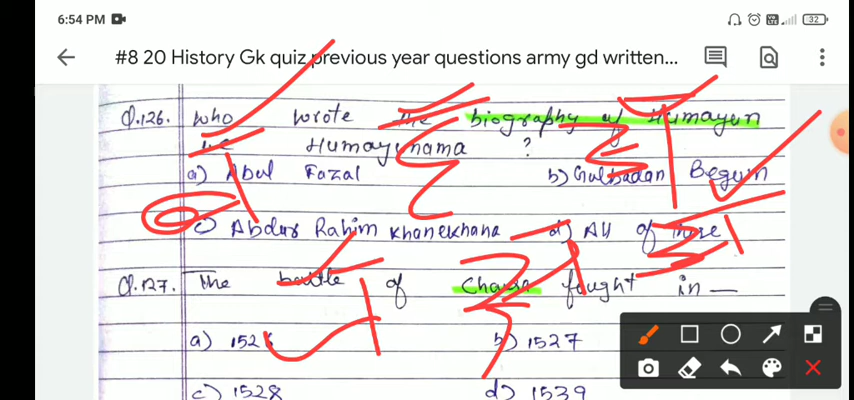 6:54 PM
32
#8 20 History Gk quiz previous year questions army gd written...
Q.126. Who wrote the biography of Humayun
i.e Humayunama ?
a) Abul Fazal b) Gulbadan Begum
c) Abdur Rahim Khanekhana d) All of these
Q.127. The battle of Chausa fought in —
a) 1526 b) 1527
c) 1528 d) 1539